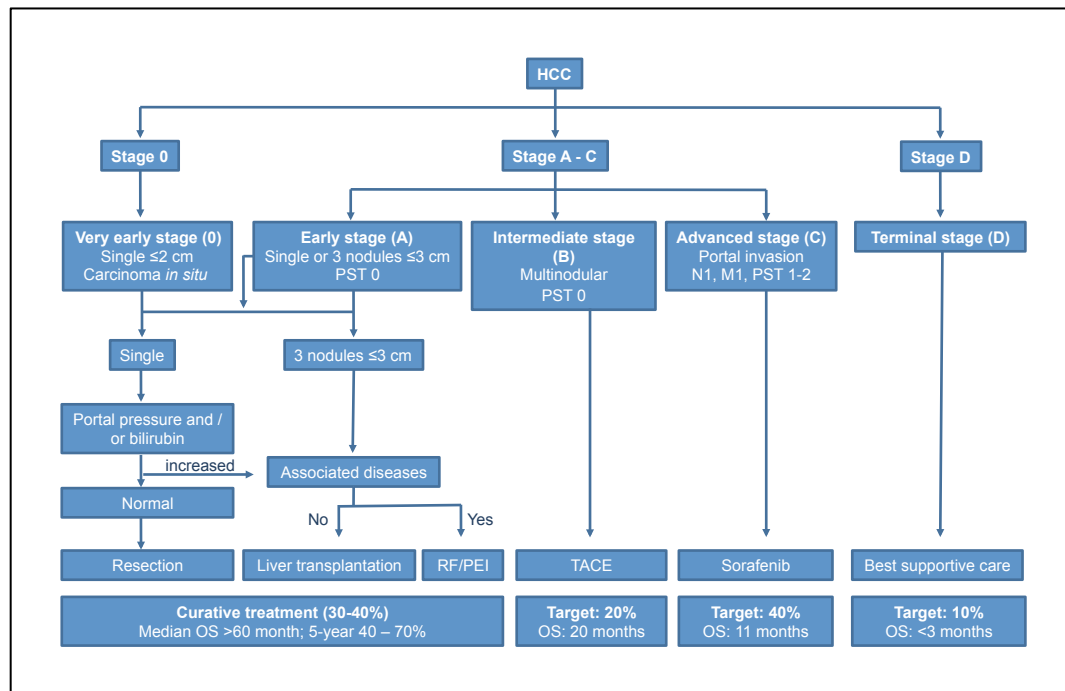 HCC
Stage 0
Stage A - C
Stage D
Very early stage (0)
Single ≤2 cm
Carcinoma in situ
Early stage (A)
Single or 3 nodules ≤3 cm
PST 0
Intermediate stage
(B)
Multinodular
PST 0
Advanced stage (C)
Portal invasion
N1, M1, PST 1-2
Terminal stage (D)
Single
3 nodules ≤3 cm
Portal pressure and /
or bilirubin
increased
Associated diseases
Normal
No
Yes
Resection
Liver transplantation
RF/PEI
TACE
Sorafenib
Best supportive care
Curative treatment (30-40%)
Median OS >60 month; 5-year 40 – 70%
Target: 20%
OS: 20 months
Target: 40%
OS: 11 months
Target: 10%
OS: <3 months